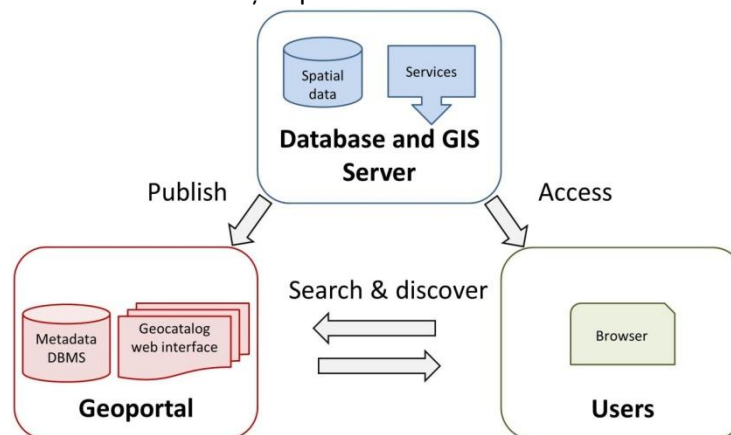 Spatial
data
Services
Database and GIS
Server
Publish
Access
Search & discover
Metadata
DBMS
Geocatalog
web interface
Browser
Geoportal
Users